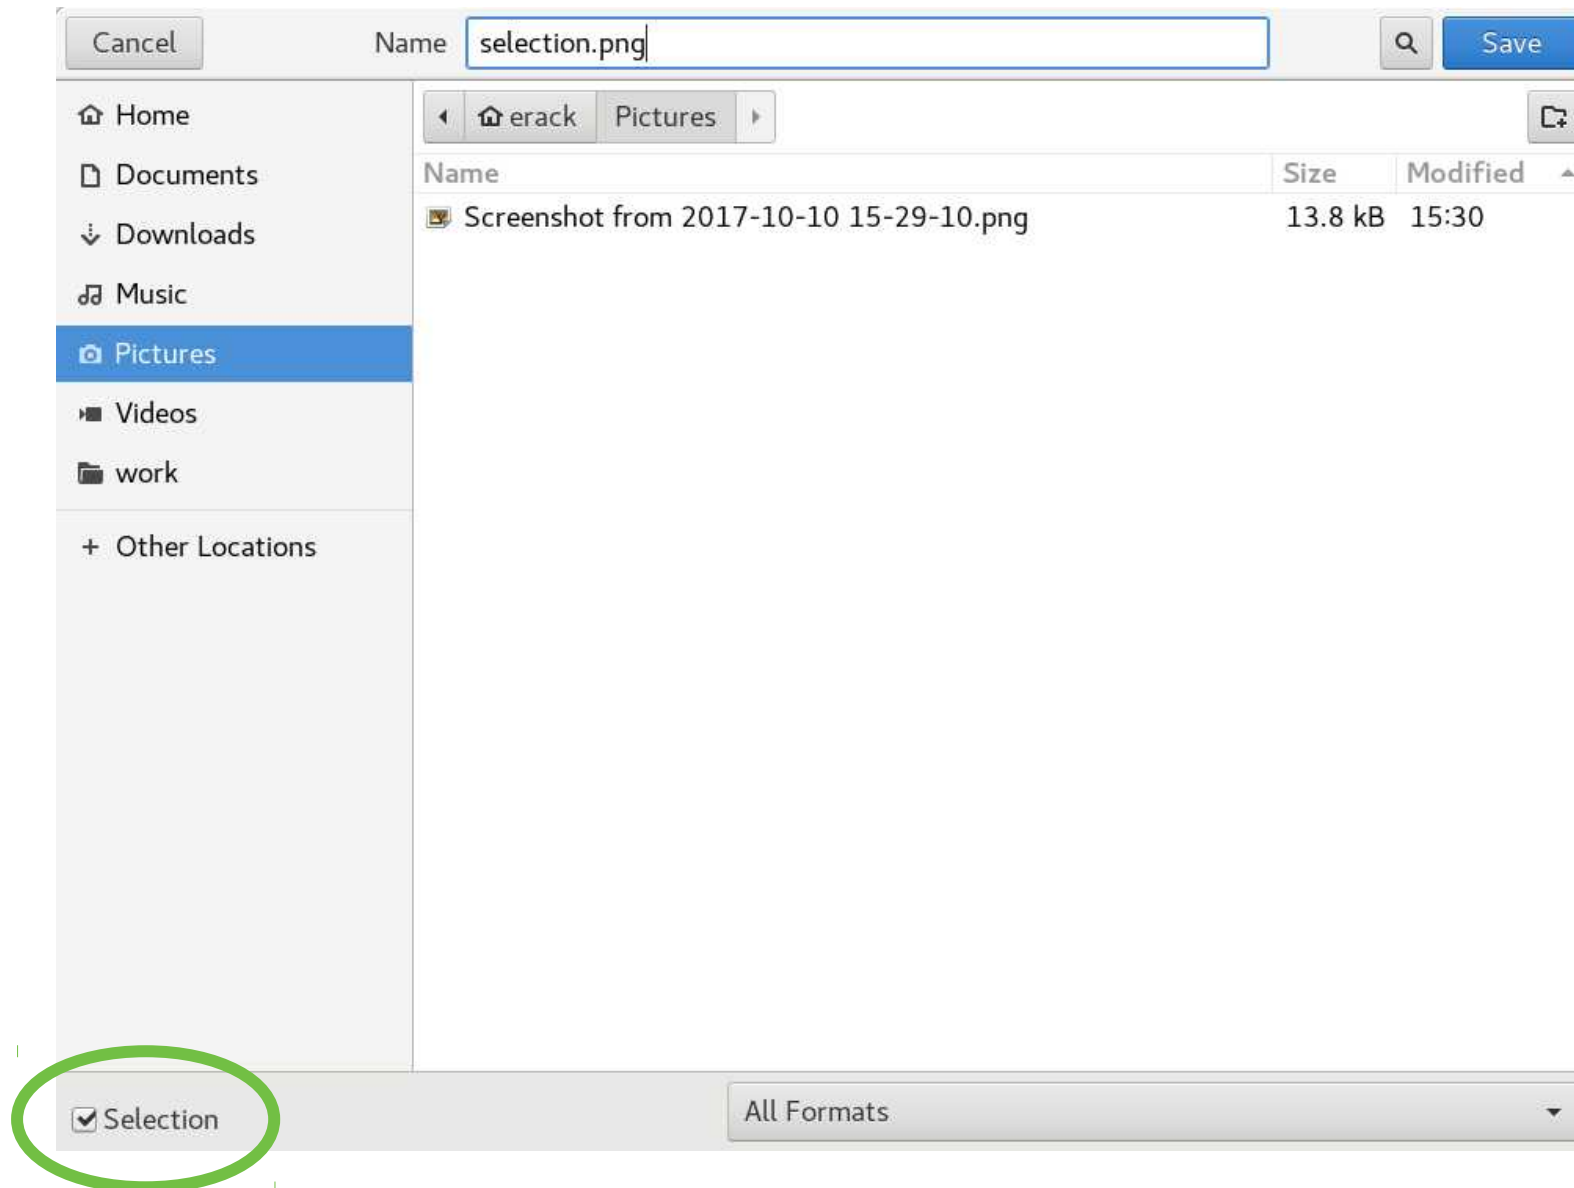 Cancel Name selection.png Save
Home
Documents
Downloads
Music
Pictures
Videos
work
+ Other Locations
erack Pictures
Name Size Modified
Screenshot from 2017-10-10 15-29-10.png 13.8 kB 15:30
Selection All Formats